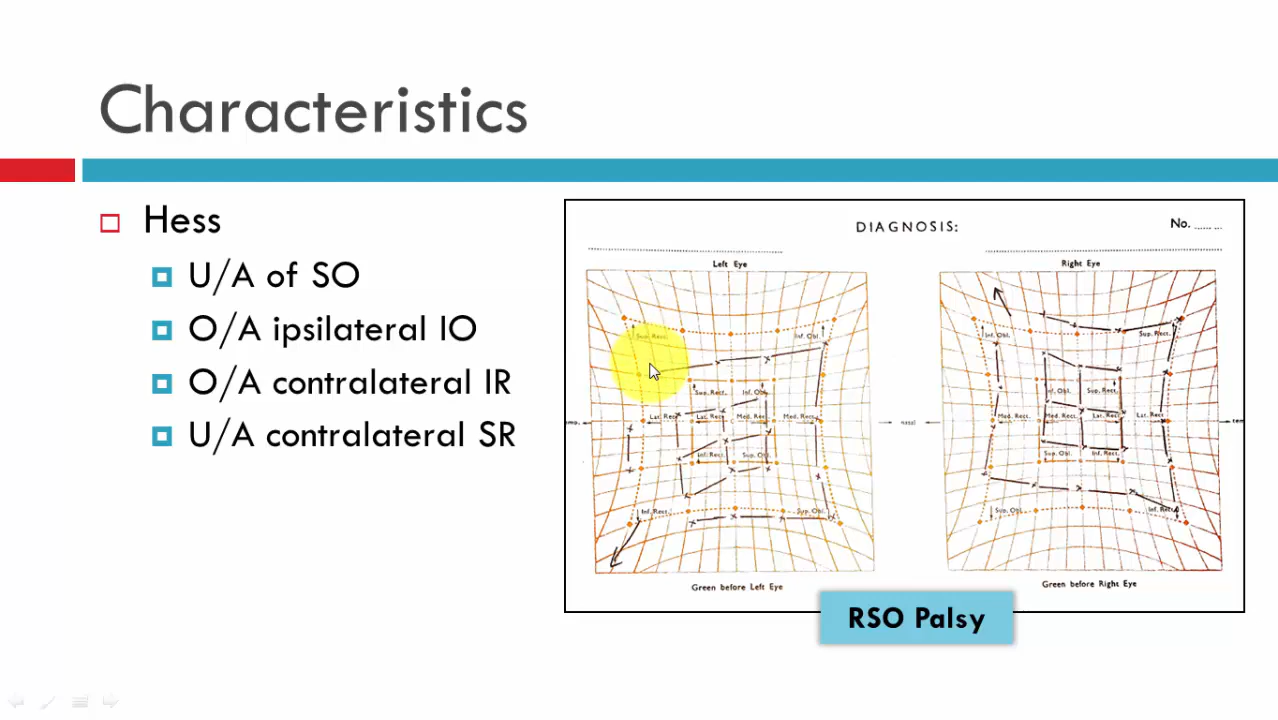 Characteristics
Hess
U/A of SO
O/A ipsilateral IO
O/A contralateral IR
U/A contralateral SR
DIAGNOSIS:
No. ...... ...
Left Eye
Right Eye
Sup. Rect. Inf. Obl.
Inf. Obl. Sup. Rect.
Sup. Rect. Inf. Obl.
Inf. Obl. Sup. Rect.
Lat. Rect. Lat. Rect. Med. Rect. Med. Rect.
nasal
Med. Rect. Med. Rect. Lat. Rect. Lat. Rect.
Inf. Rect. Sup. Obl.
Sup. Obl. Inf. Rect.
Inf. Rect. Sup. Obl.
Sup. Obl. Inf. Rect.
Green before Left Eye
Green before Right Eye
RSO Palsy